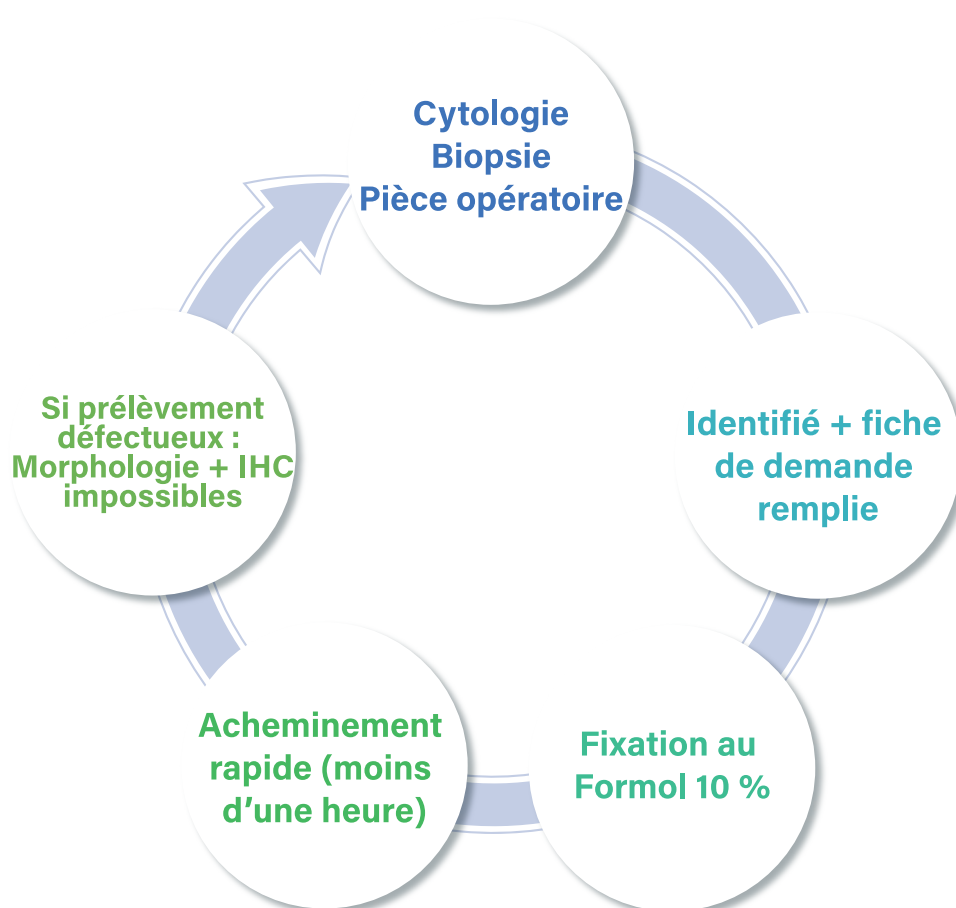 Cytologie
Biopsie
Pièce opératoire
Identifié + fiche
de demande
remplie
Fixation au
Formol 10 %
Acheminement
rapide (moins
d’une heure)
Si prélèvement
défectueux :
Morphologie + IHC
impossibles